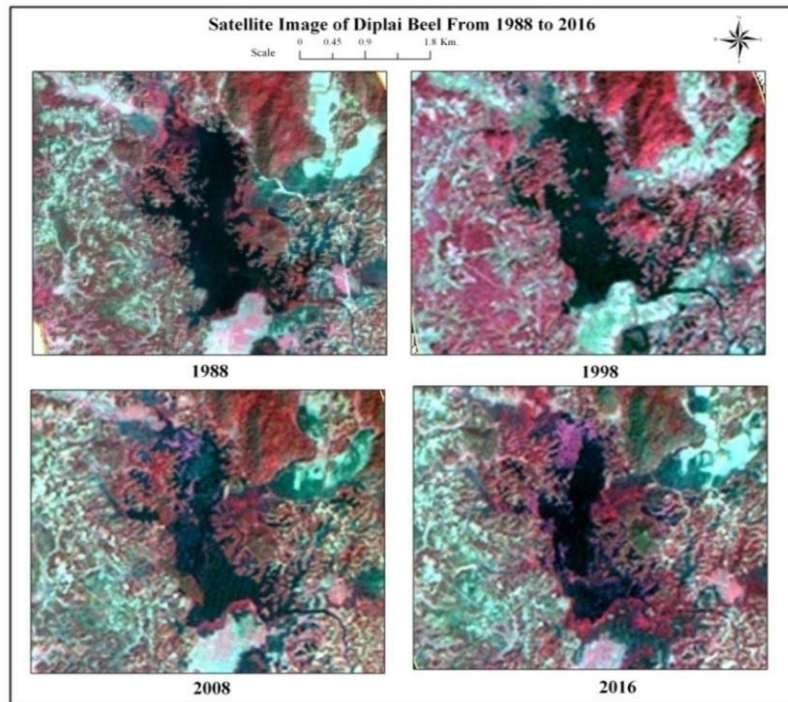 Satellite Image of Diplai Beel From 1988 to 2016
Scale 0 0.45 0.9 1.8 Km.
1988
1998
2008
2016